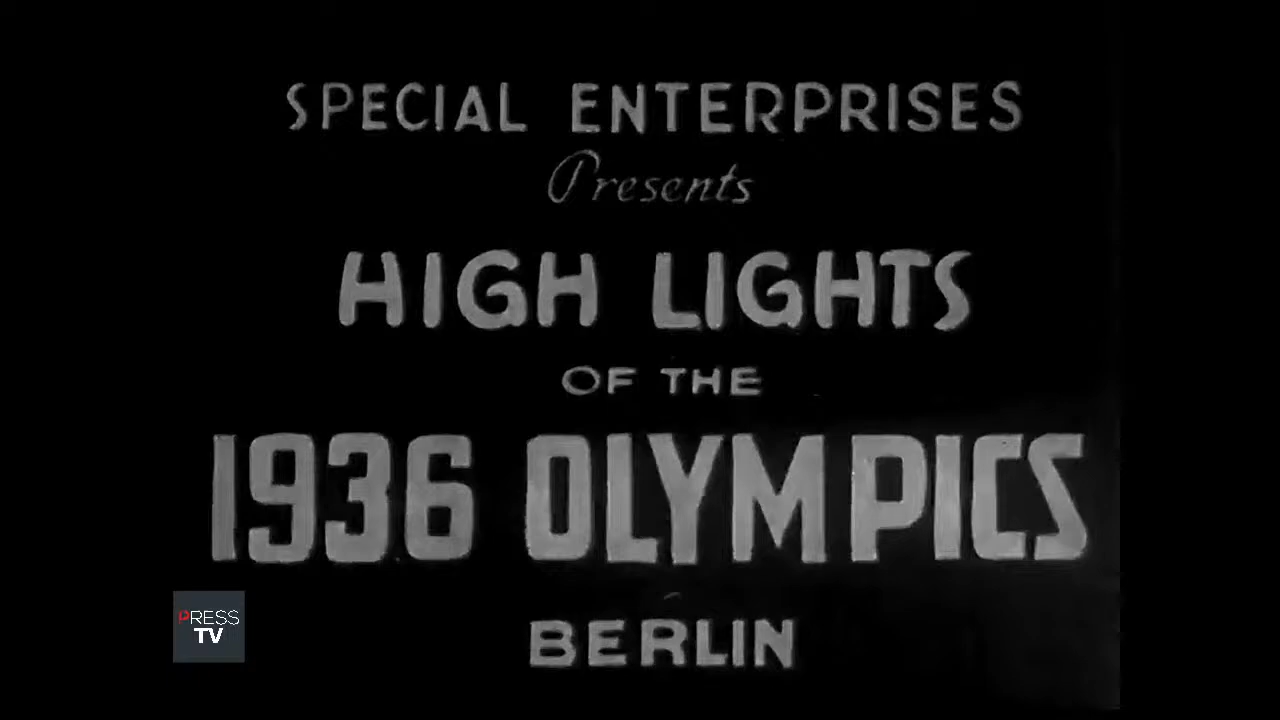 SPECIAL ENTERPRISES
Presents
HIGH LIGHTS
OF THE
1936 OLYMPICS
BERLIN
PRESS
TV